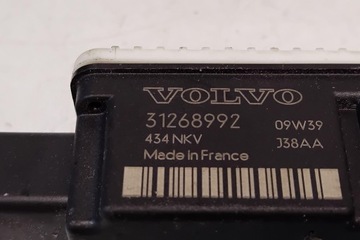 VOLVO
31268992 09W39
434 NKV J38AA
Made in France